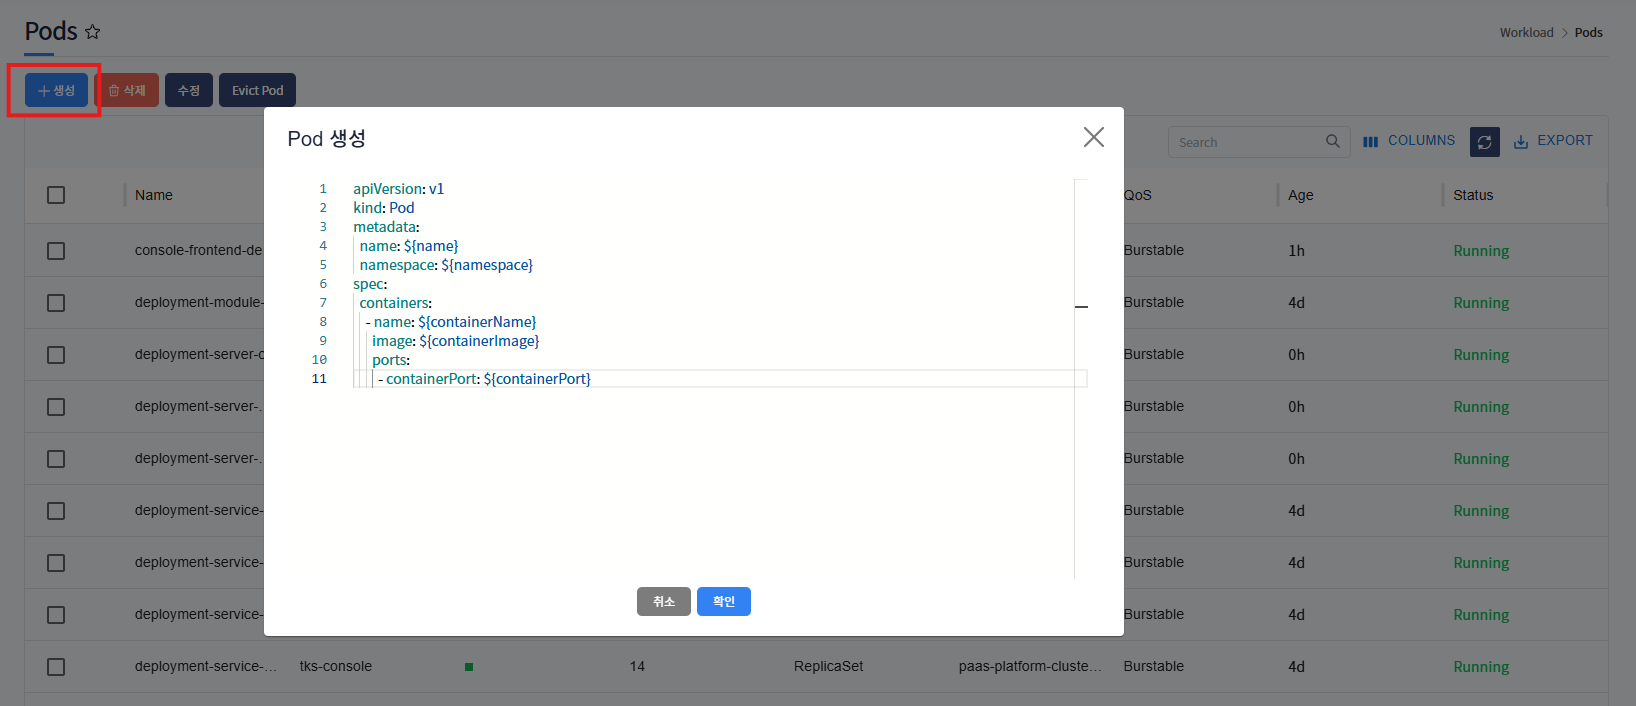 Pods
Workload > Pods
+ 생성 삭제 수정 Evict Pod
Pod 생성
Search COLUMNS EXPORT
1 apiVersion: v1
2 kind: Pod
3 metadata:
4 name: ${name}
5 namespace: ${namespace}
6 spec:
7 containers:
8 - name: ${containerName}
9 image: ${containerImage}
10 ports:
11 - containerPort: ${containerPort}
취소 확인
Name QoS Age Status
console-frontend-de Burstable 1h Running
deployment-module- Burstable 4d Running
deployment-server-c Burstable 0h Running
deployment-server-. Burstable 0h Running
deployment-server-. Burstable 0h Running
deployment-service- Burstable 4d Running
deployment-service- Burstable 4d Running
deployment-service- Burstable 4d Running
deployment-service-... tks-console 14 ReplicaSet paas-platform-cluste... Burstable 4d Running